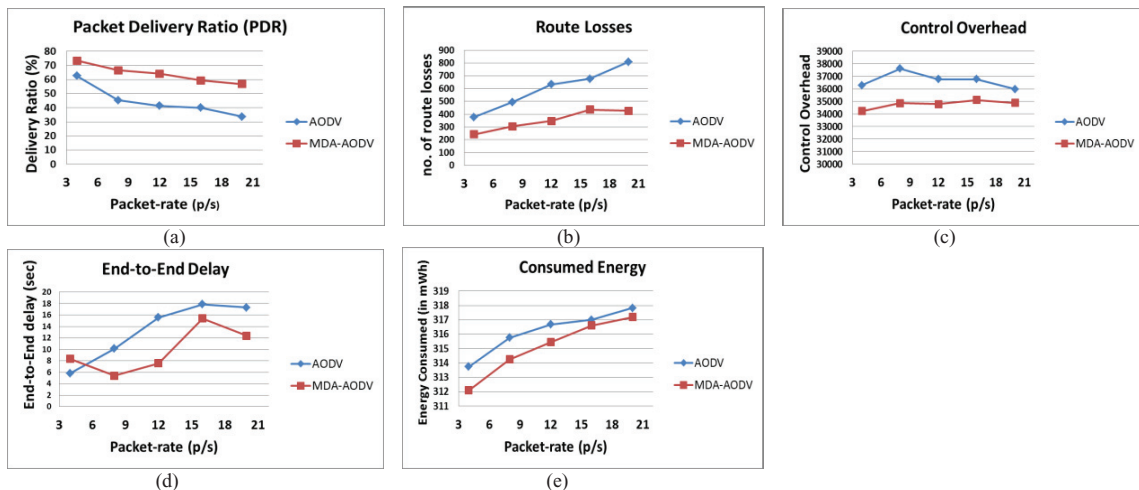 Packet Delivery Ratio (PDR)
Delivery Ratio (%)
80
70
60
50
40
30
20
10
0
3 6 9 12 15 18 21
Packet-rate (p/s)
AODV
MDA-AODV
(a)
Route Losses
no. of route losses
900
800
700
600
500
400
300
200
100
0
3 6 9 12 15 18 21
Packet-rate (p/s)
AODV
MDA-AODV
(b)
Control Overhead
Control Overhead
39000
38000
37000
36000
35000
34000
33000
32000
31000
30000
3 6 9 12 15 18 21
Packet-rate (p/s)
AODV
MDA-AODV
(c)
End-to-End Delay
End-to-End delay (sec)
20
18
16
14
12
10
8
6
4
2
0
3 6 9 12 15 18 21
Packet-rate (p/s)
AODV
MDA-AODV
(d)
Consumed Energy
Energy Consumed (in mWh)
319
318
317
316
315
314
313
312
311
3 6 9 12 15 18 21
Packet-rate (p/s)
AODV
MDA-AODV
(e)